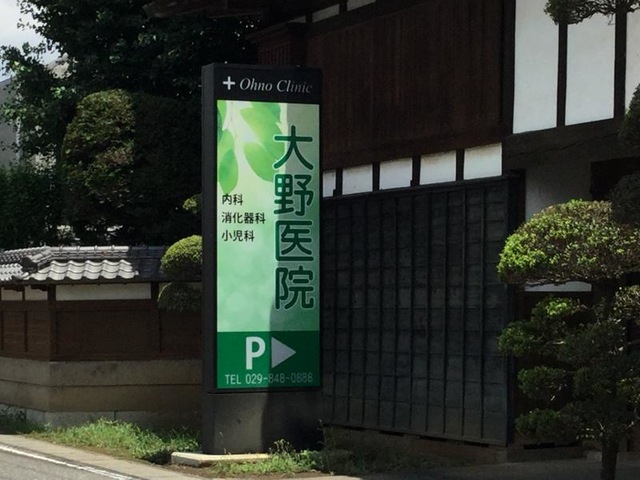 + Ohno Clinic
大野医院
内科
消化器科
小児科
P
TEL 029-848-0888